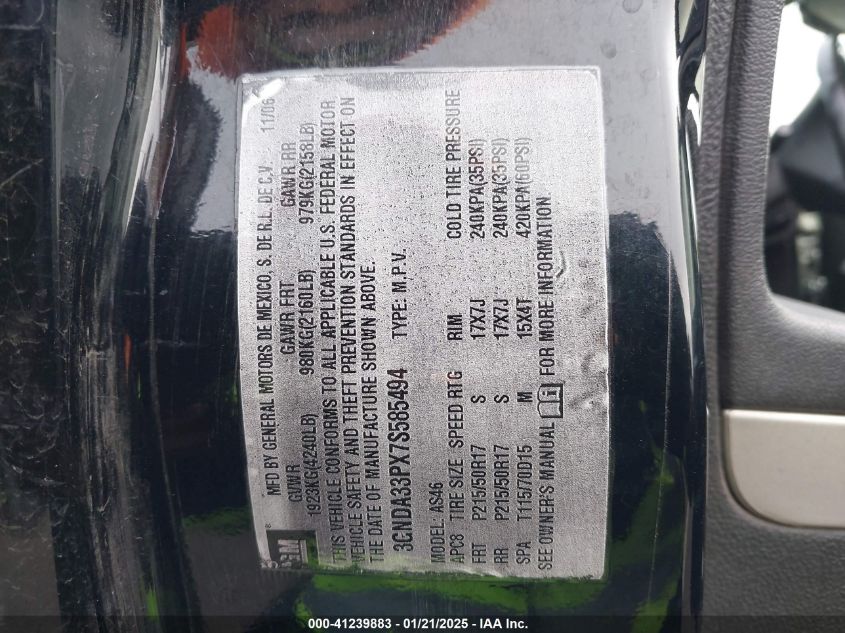 GM
MFD BY GENERAL MOTORS DE MEXICO, S. DE R.L. DE C.V. 11/06
GVWR GAWR FRT GAWR RR
1923KG(4240LB) 980KG(2160LB) 979KG(2158LB)
THIS VEHICLE CONFORMS TO ALL APPLICABLE U.S. FEDERAL MOTOR
VEHICLE SAFETY AND THEFT PREVENTION STANDARDS IN EFFECT ON
THE DATE OF MANUFACTURE SHOWN ABOVE.
3GNDA33PX7S585494 TYPE: M.P.V.
MODEL: AS46
APC8 TIRE SIZE SPEED RTG RIM COLD TIRE PRESSURE
FRT P215/50R17 S 17X7J 240KPA(35PSI)
RR P215/50R17 S 17X7J 240KPA(35PSI)
SPA T115/70D15 M 15X4T 420KPA(60PSI)
SEE OWNER'S MANUAL FOR MORE INFORMATION.
000-41239883 - 01/21/2025 - IAA Inc.